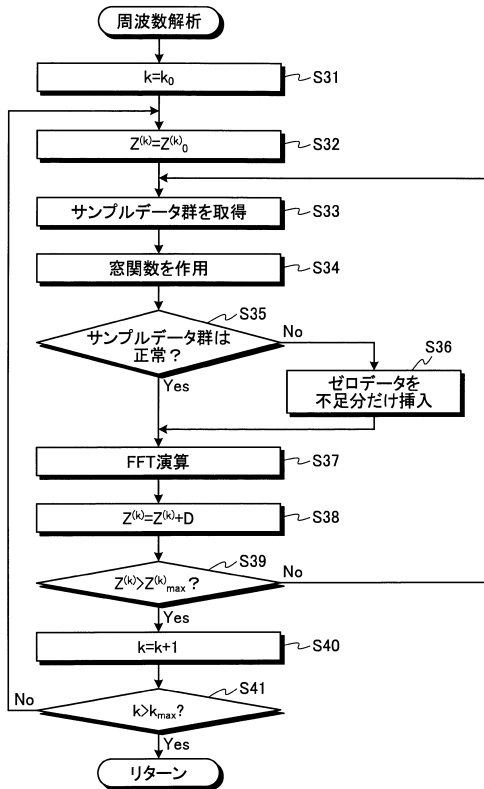 周波数解析
k=k₀
S31
Z⁽ᵏ⁾=Z⁽ᵏ⁾₀
S32
サンプルデータ群を取得
S33
窓関数を作用
S34
S35
サンプルデータ群は
正常?
No
Yes
S36
ゼロデータを
不足分だけ挿入
FFT演算
S37
Z⁽ᵏ⁾=Z⁽ᵏ⁾+D
S38
S39
Z⁽ᵏ⁾>Z⁽ᵏ⁾max?
No
Yes
k=k+1
S40
S41
No
k>kmax?
Yes
リターン